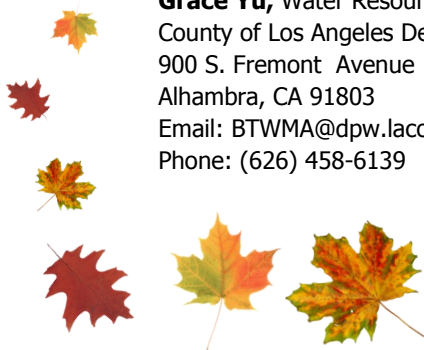 Grace Yu, Water Resour
County of Los Angeles De
900 S. Fremont Avenue
Alhambra, CA 91803
Email: BTWMA@dpw.laco
Phone: (626) 458-6139